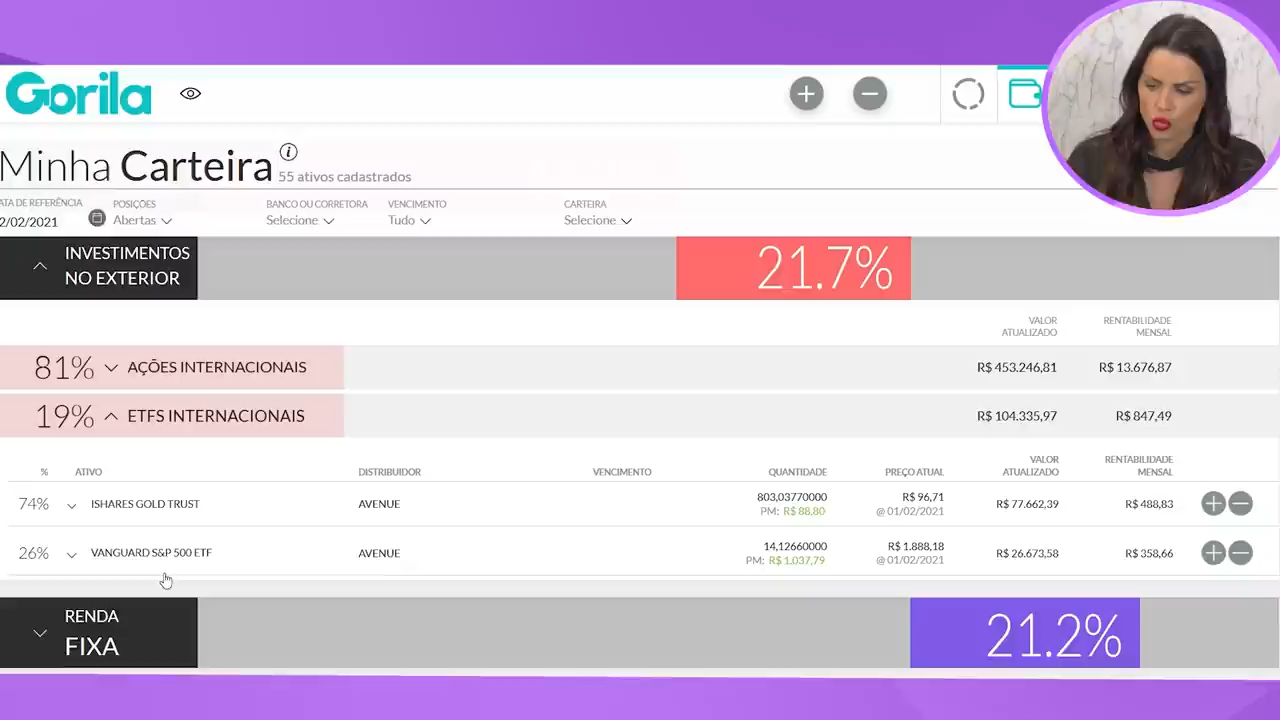 Gorila
Minha Carteira i 55 ativos cadastrados
ATA DE REFERÊNCIA POSIÇÕES BANCO OU CORRETORA VENCIMENTO CARTEIRA
2/02/2021 Abertas Selecione Tudo Selecione
INVESTIMENTOS
NO EXTERIOR
21.7%
VALOR ATUALIZADO RENTABILIDADE MENSAL
81% AÇÕES INTERNACIONAIS R$ 453.246,81 R$ 13.676,87
19% ETFS INTERNACIONAIS R$ 104.335,97 R$ 847,49
% ATIVO DISTRIBUIDOR VENCIMENTO QUANTIDADE PREÇO ATUAL VALOR ATUALIZADO RENTABILIDADE MENSAL
74% ISHARES GOLD TRUST AVENUE 803,03770000 R$ 96,71 R$ 77.662,39 R$ 488,83
PM: R$ 88,80 @ 01/02/2021
26% VANGUARD S&P 500 ETF AVENUE 14,12660000 R$ 1.888,18 R$ 26.673,58 R$ 358,66
PM: R$ 1.037,79 @ 01/02/2021
RENDA
FIXA
21.2%